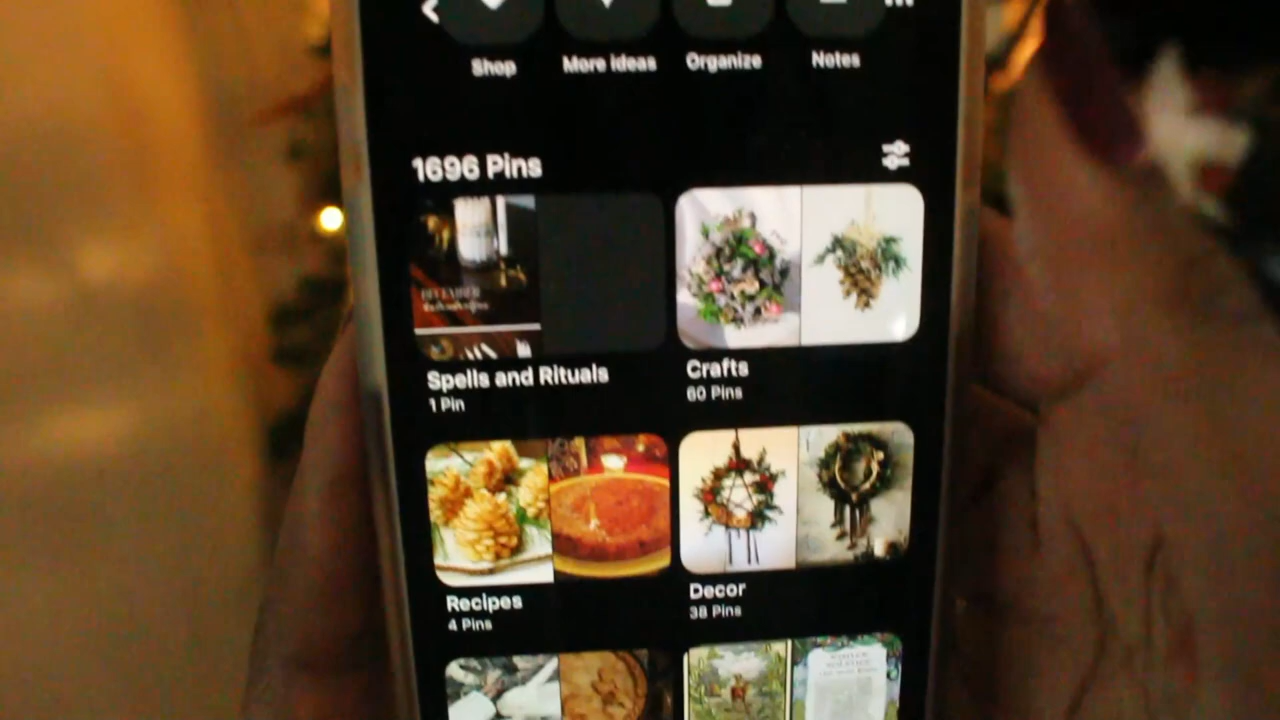 Shop
More ideas
Organize
Notes
1696 Pins
DECEMBER
Spells and Rituals
1 Pin
Crafts
60 Pins
Recipes
4 Pins
Decor
38 Pins